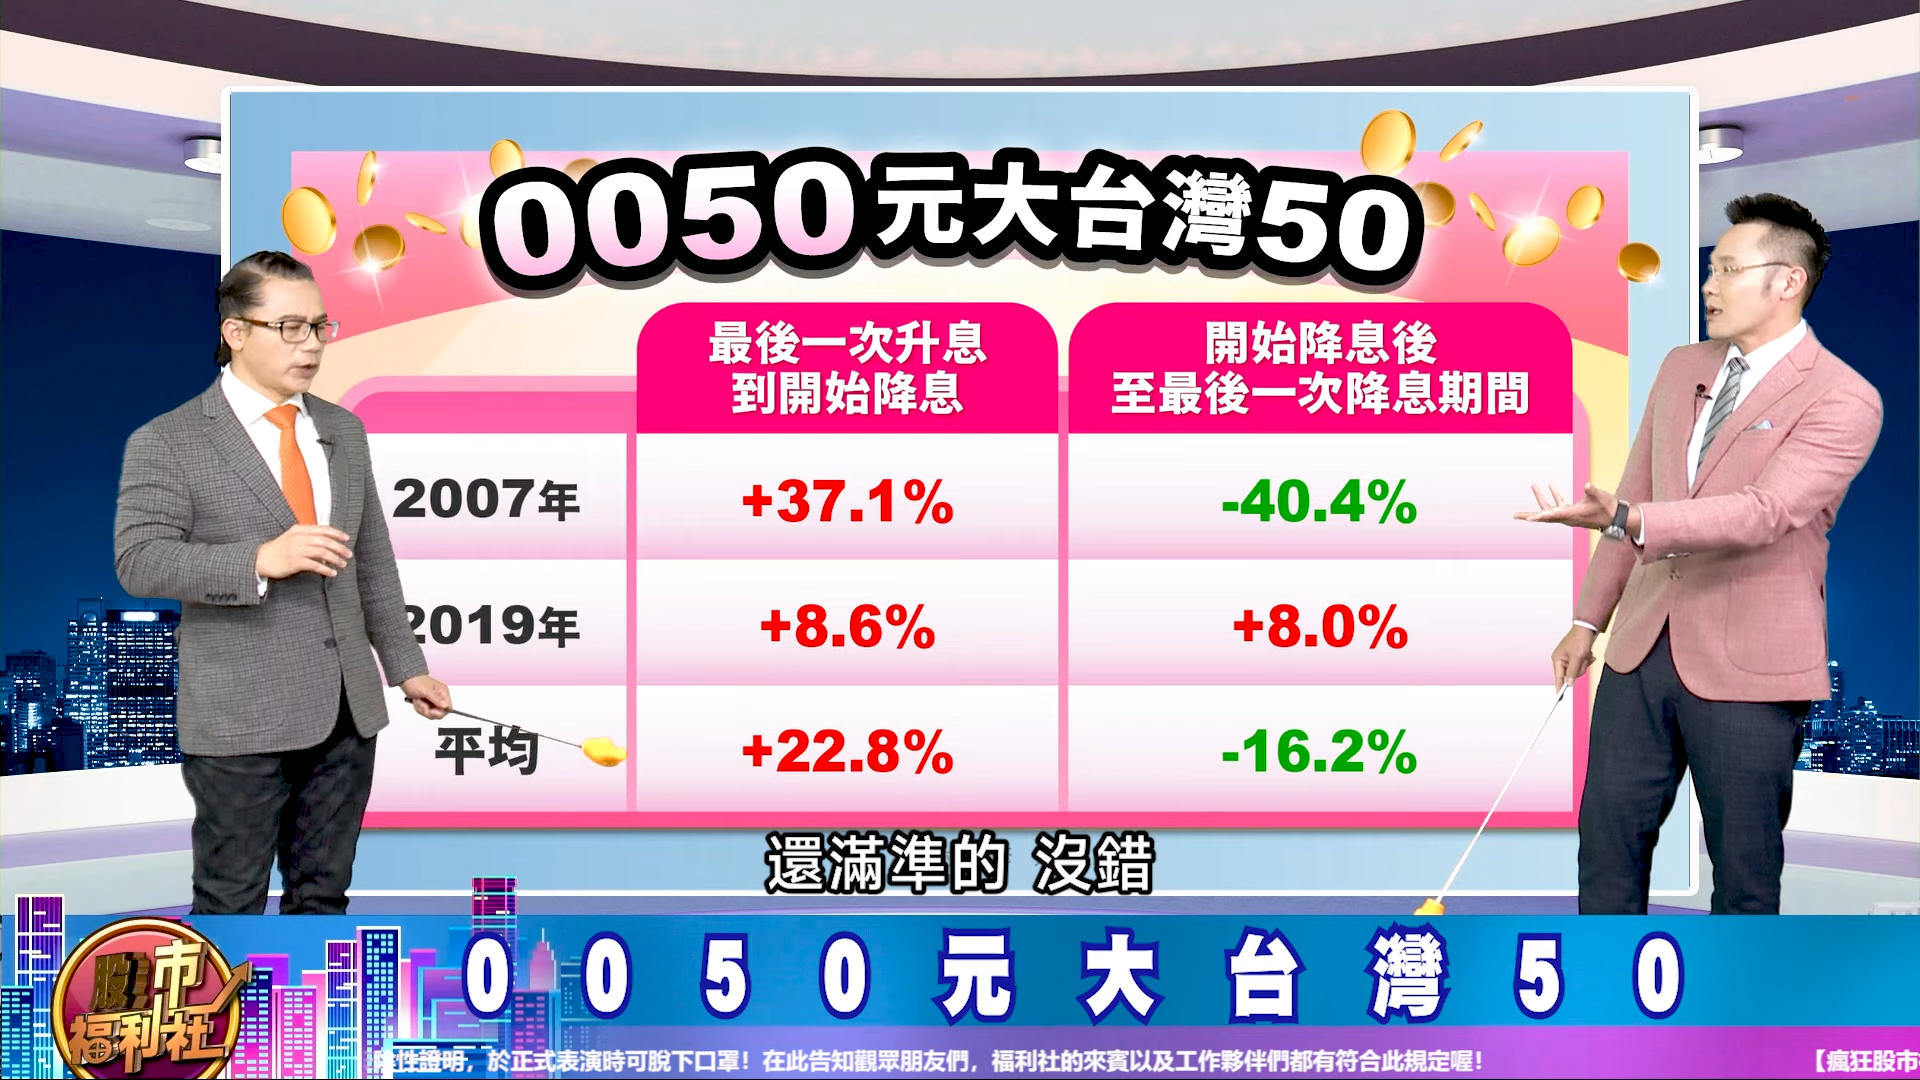 0050元大台灣50
最後一次升息
到開始降息
開始降息後
至最後一次降息期間
2007年
+37.1%
-40.4%
2019年
+8.6%
+8.0%
平均
+22.8%
-16.2%
還滿準的 沒錯
0050元大台灣50
股市
福利社
陰性證明，於正式表演時可脫下口罩！在此告知觀眾朋友們，福利社的來賓以及工作夥伴們都有符合此規定喔！
【瘋狂股市